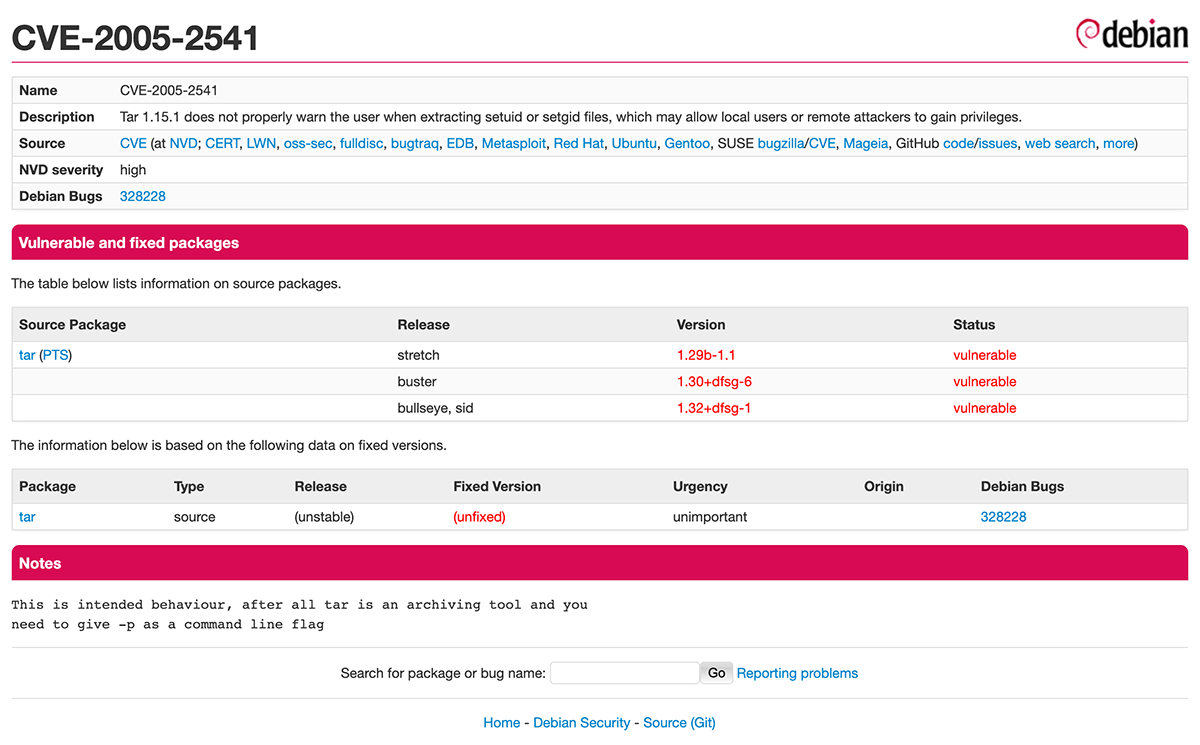 CVE-2005-2541
debian
Name CVE-2005-2541
Description Tar 1.15.1 does not properly warn the user when extracting setuid or setgid files, which may allow local users or remote attackers to gain privileges.
Source CVE (at NVD; CERT, LWN, oss-sec, fulldisc, bugtraq, EDB, Metasploit, Red Hat, Ubuntu, Gentoo, SUSE bugzilla/CVE, Mageia, GitHub code/issues, web search, more)
NVD severity high
Debian Bugs 328228
Vulnerable and fixed packages
The table below lists information on source packages.
Source Package Release Version Status
tar (PTS) stretch 1.29b-1.1 vulnerable
buster 1.30+dfsg-6 vulnerable
bullseye, sid 1.32+dfsg-1 vulnerable
The information below is based on the following data on fixed versions.
Package Type Release Fixed Version Urgency Origin Debian Bugs
tar source (unstable) (unfixed) unimportant 328228
Notes
This is intended behaviour, after all tar is an archiving tool and you
need to give -p as a command line flag
Search for package or bug name: Go Reporting problems
Home - Debian Security - Source (Git)